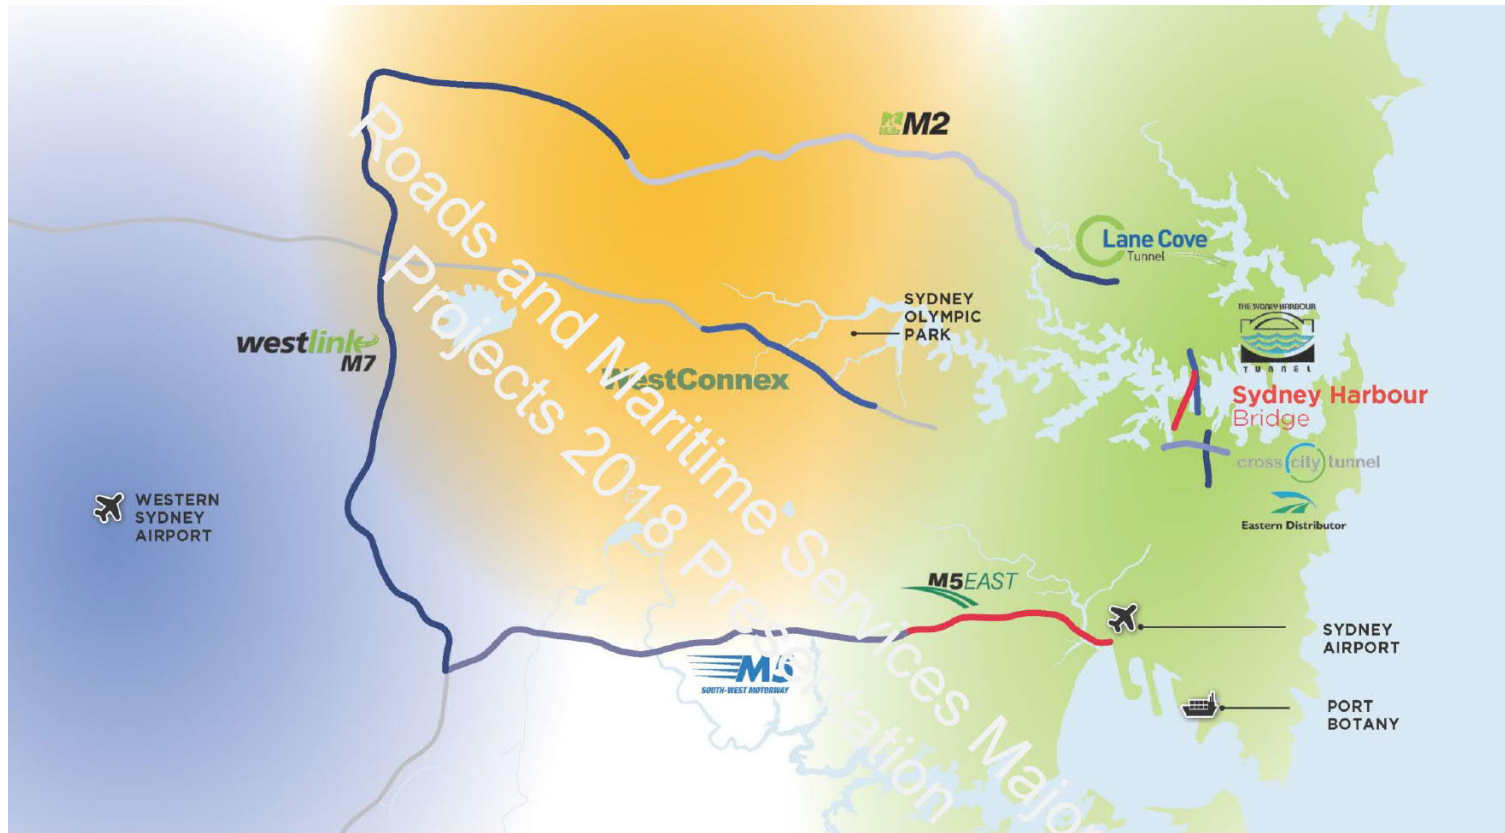 Hills M2
Lane Cove
Tunnel
SYDNEY
OLYMPIC
PARK
THE SYDNEY HARBOUR
TUNNEL
westlink
M7
WestConnex
Sydney Harbour
Bridge
cross city tunnel
WESTERN
SYDNEY
AIRPORT
Eastern Distributor
M5EAST
SYDNEY
AIRPORT
M5
SOUTH-WEST MOTORWAY
PORT
BOTANY
Roads and Maritime Services Major
Projects 2018 Presentation